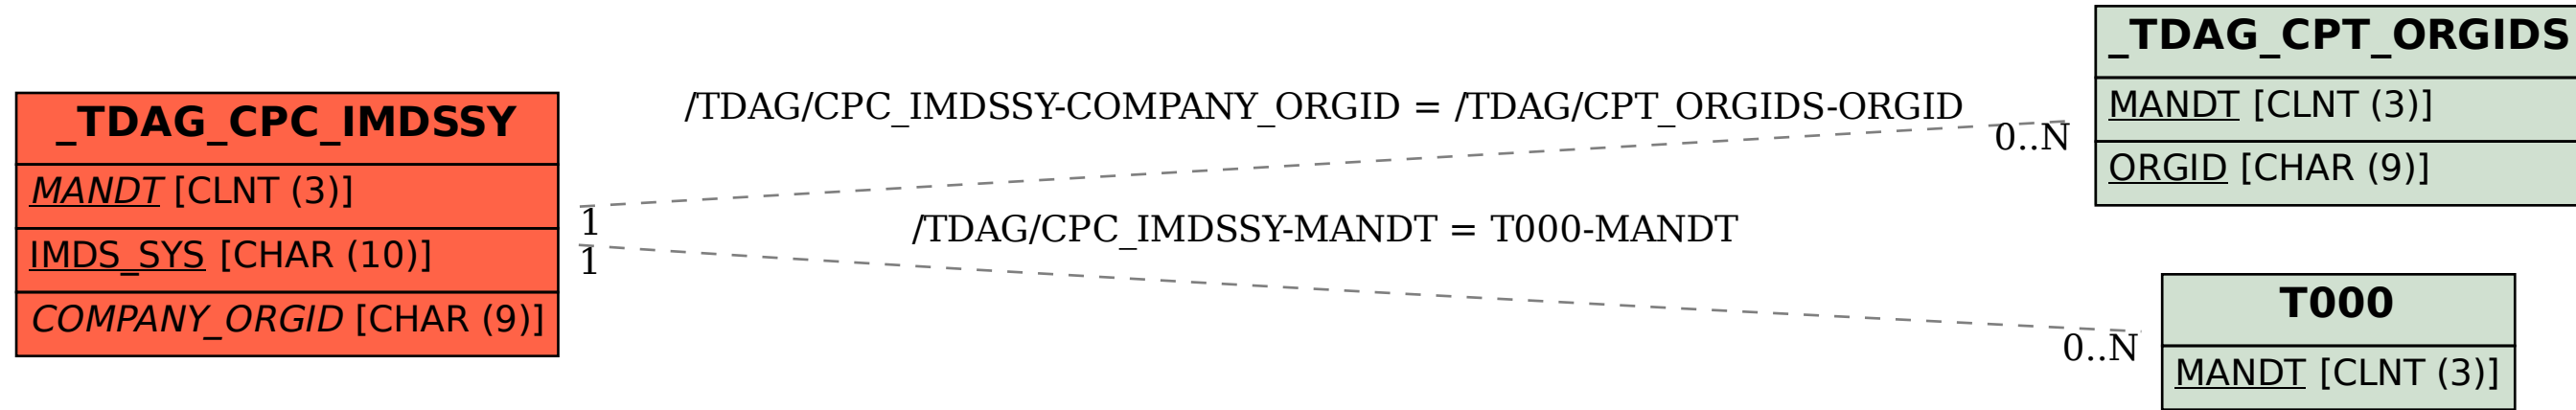 _TDAG_CPC_IMDSSY
MANDT [CLNT (3)]
IMDS_SYS [CHAR (10)]
COMPANY_ORGID [CHAR (9)]
/TDAG/CPC_IMDSSY-COMPANY_ORGID = /TDAG/CPT_ORGIDS-ORGID
0..N
1
/TDAG/CPC_IMDSSY-MANDT = T000-MANDT
1
0..N
_TDAG_CPT_ORGIDS
MANDT [CLNT (3)]
ORGID [CHAR (9)]
T000
MANDT [CLNT (3)]